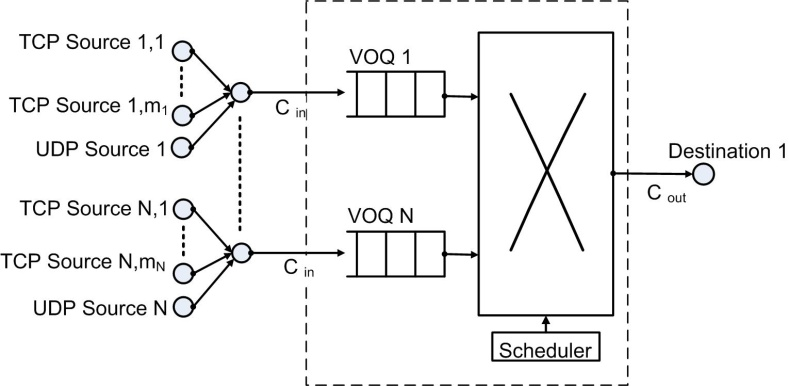 TCP Source 1,1
VOQ 1
TCP Source 1,m1
C in
UDP Source 1
Destination 1
C out
TCP Source N,1
VOQ N
TCP Source N,mN
C in
UDP Source N
Scheduler